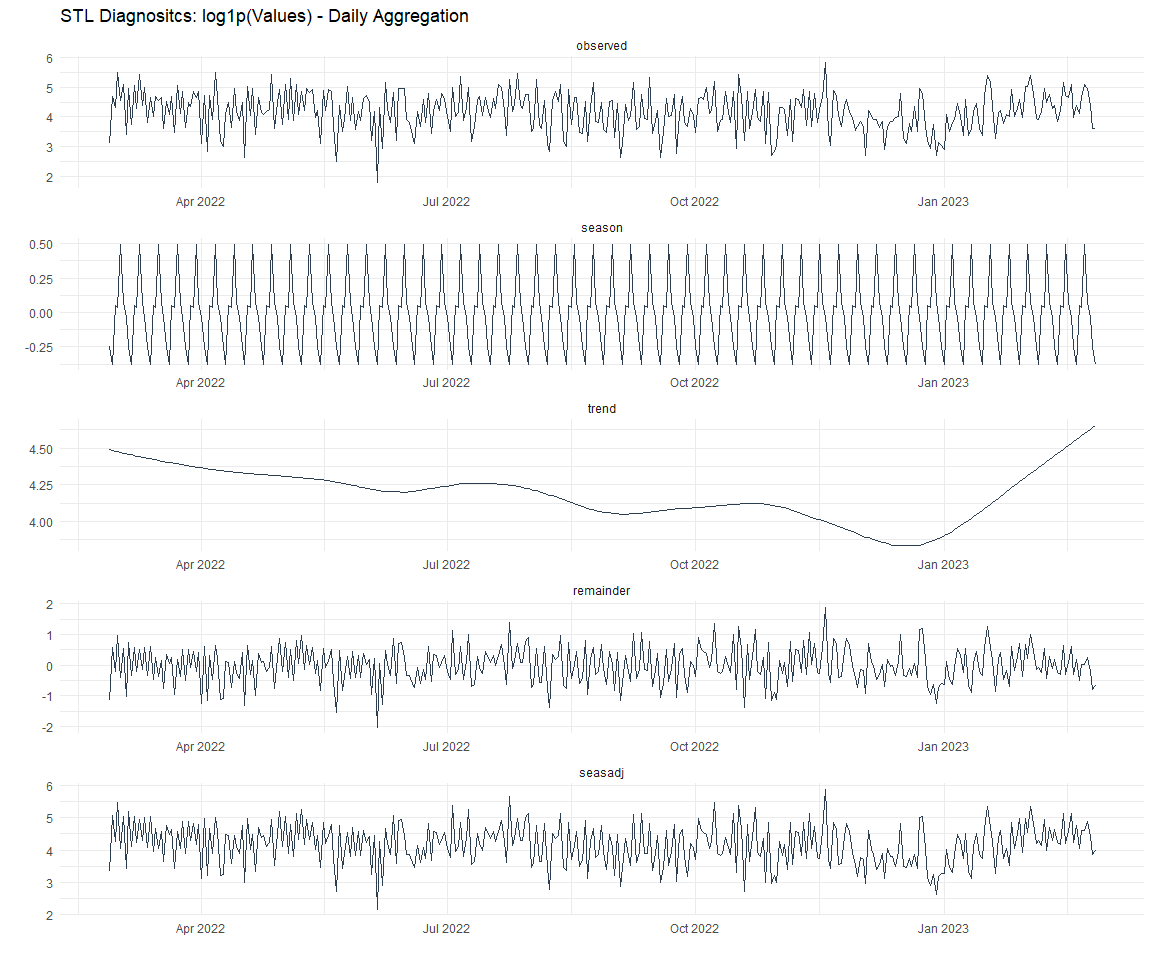 STL Diagnositcs: log1p(Values) - Daily Aggregation
observed
6
5
4
3
2
Apr 2022 Jul 2022 Oct 2022 Jan 2023
season
0.50
0.25
0.00
-0.25
Apr 2022 Jul 2022 Oct 2022 Jan 2023
trend
4.50
4.25
4.00
Apr 2022 Jul 2022 Oct 2022 Jan 2023
remainder
2
1
0
-1
-2
Apr 2022 Jul 2022 Oct 2022 Jan 2023
seasadj
6
5
4
3
2
Apr 2022 Jul 2022 Oct 2022 Jan 2023